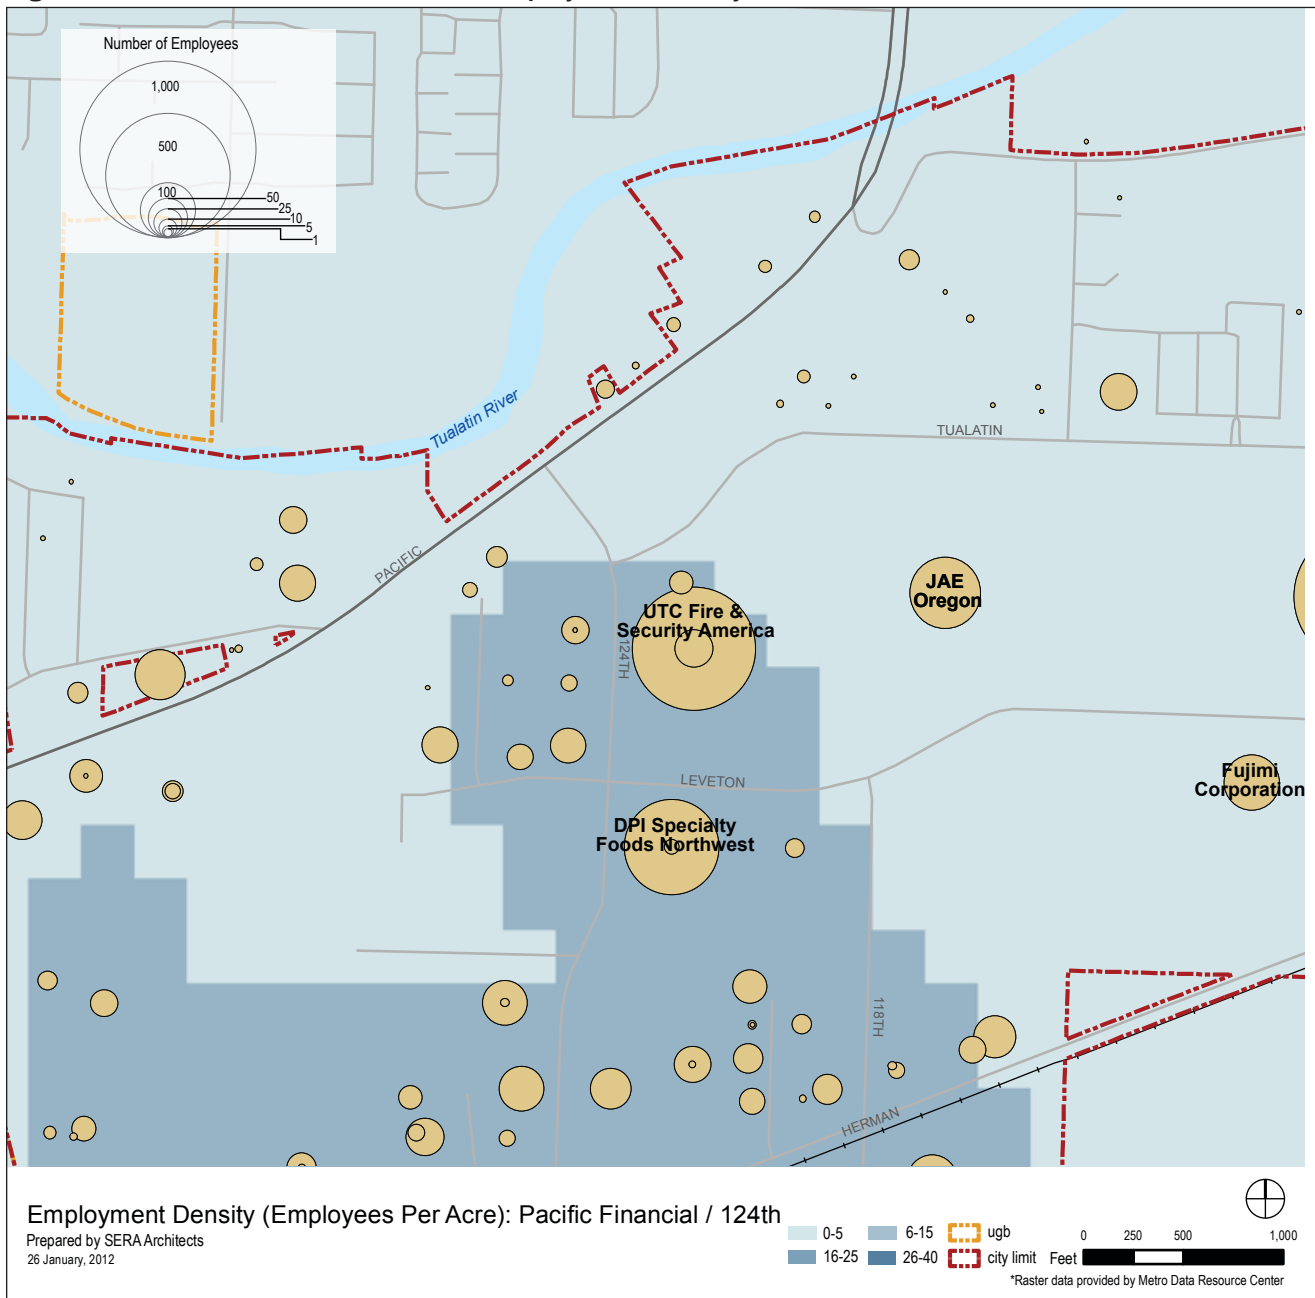 Number of Employees
1,000
500
100
50
25
10
5
1
Tualatin River
TUALATIN
PACIFIC
JAE
Oregon
UTC Fire &
Security America
124TH
LEVETON
Fujimi
Corporation
DPI Specialty
Foods Northwest
118TH
HERMAN
Employment Density (Employees Per Acre): Pacific Financial / 124th
Prepared by SERA Architects
26 January, 2012
0-5
6-15
ugb
16-25
26-40
city limit
0 250 500 1,000
Feet
*Raster data provided by Metro Data Resource Center